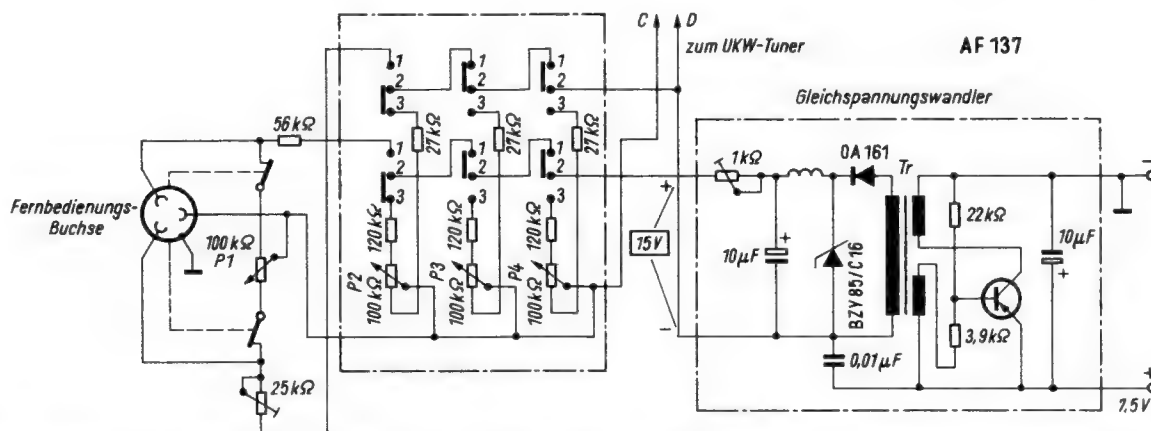 C D
zum UKW-Tuner
AF 137
Gleichspannungswandler
1 1 1
2 2 2
3 3 3
27kΩ 27kΩ 27kΩ
56kΩ
1 1 1
2 2 2
3 3 3
120kΩ 120kΩ 120kΩ
P2 P3 P4
100kΩ 100kΩ 100kΩ
Fernbedienungs-
Buchse
100kΩ
P1
25kΩ
+
15V
–
1kΩ
0A161
Tr
10µF +
BZY 85/C16
0,01µF
22kΩ
3,9kΩ
10µF
+
–
+
7,5V